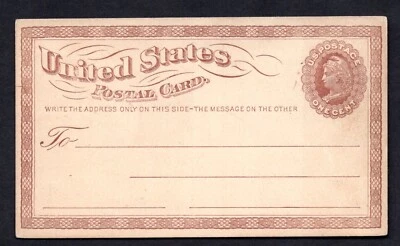 United States
POSTAL CARD.
U.S. POSTAGE
ONE CENT
WRITE THE ADDRESS ONLY ON THIS SIDE—THE MESSAGE ON THE OTHER
To